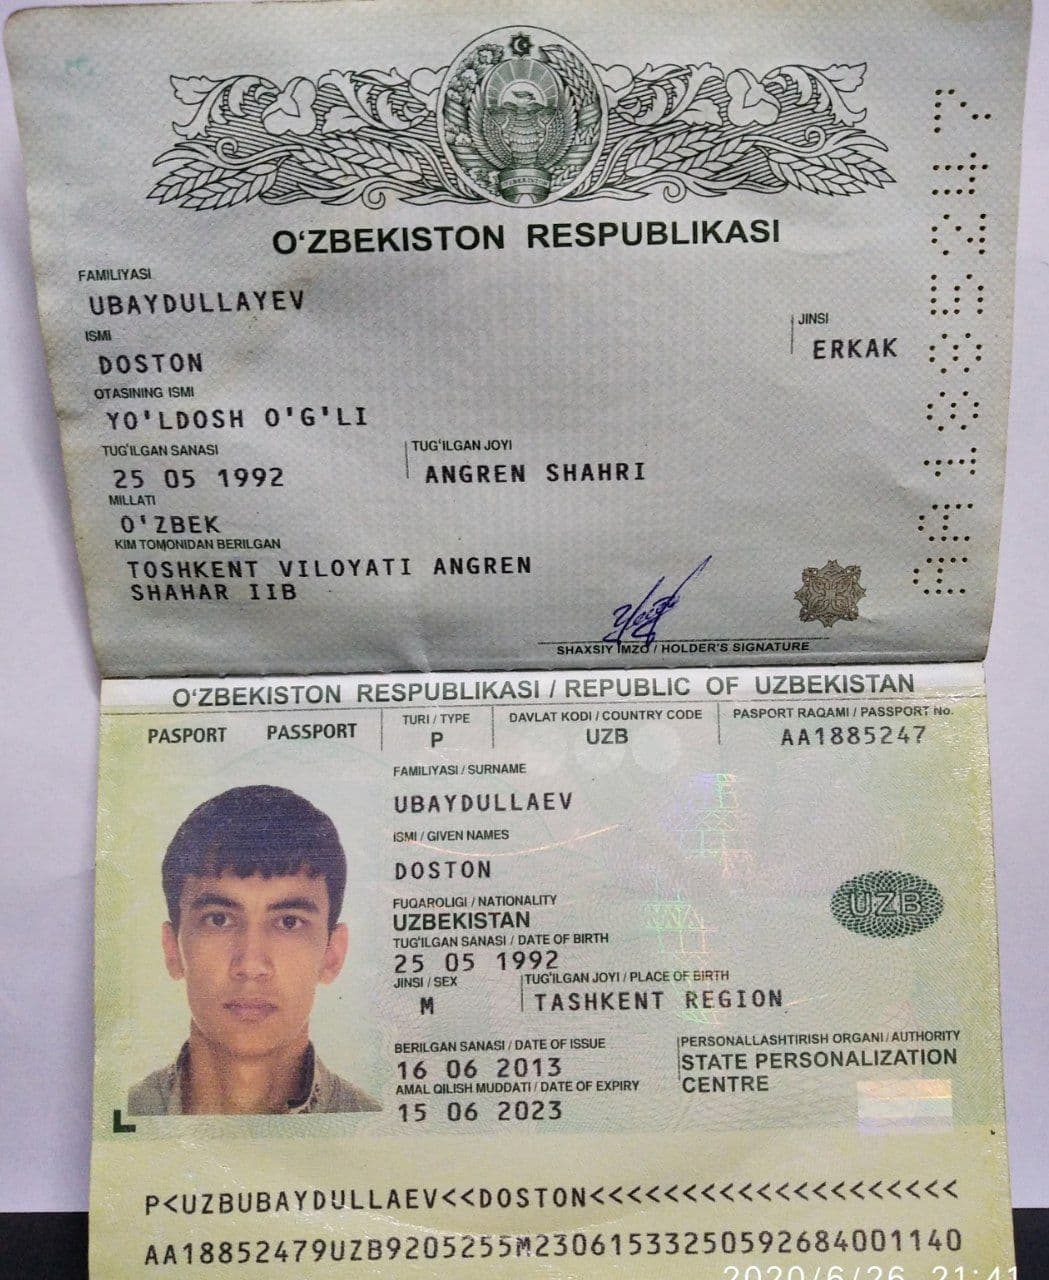 O'ZBEKISTON RESPUBLIKASI
FAMILIYASI
UBAYDULLAYEV
ISMI
DOSTON
JINSI
ERKAK
OTASINING ISMI
YO'LDOSH O'G'LI
TUG'ILGAN SANASI
25 05 1992
TUG'ILGAN JOYI
ANGREN SHAHRI
MILLATI
O'ZBEK
KIM TOMONIDAN BERILGAN
TOSHKENT VILOYATI ANGREN
SHAHAR IIB
SHAXSIY IMZO / HOLDER'S SIGNATURE
AA1885247
O'ZBEKISTON RESPUBLIKASI / REPUBLIC OF UZBEKISTAN
PASPORT PASSPORT
TURI / TYPE
P
DAVLAT KODI / COUNTRY CODE
UZB
PASPORT RAQAMI / PASSPORT No.
AA1885247
FAMILIYASI / SURNAME
UBAYDULLAEV
ISMI / GIVEN NAMES
DOSTON
FUQAROLIGI / NATIONALITY
UZBEKISTAN
UZB
TUG'ILGAN SANASI / DATE OF BIRTH
25 05 1992
JINSI / SEX
M
TUG'ILGAN JOYI / PLACE OF BIRTH
TASHKENT REGION
BERILGAN SANASI / DATE OF ISSUE
16 06 2013
PERSONALLASHTIRISH ORGANI / AUTHORITY
STATE PERSONALIZATION
CENTRE
AMAL QILISH MUDDATI / DATE OF EXPIRY
15 06 2023
P<UZBUBAYDULLAEV<<DOSTON<<<<<<<<<<<<<<<<<<<<
AA18852479UZB9205255M23061533250592684001140
2020/6/26 21:41